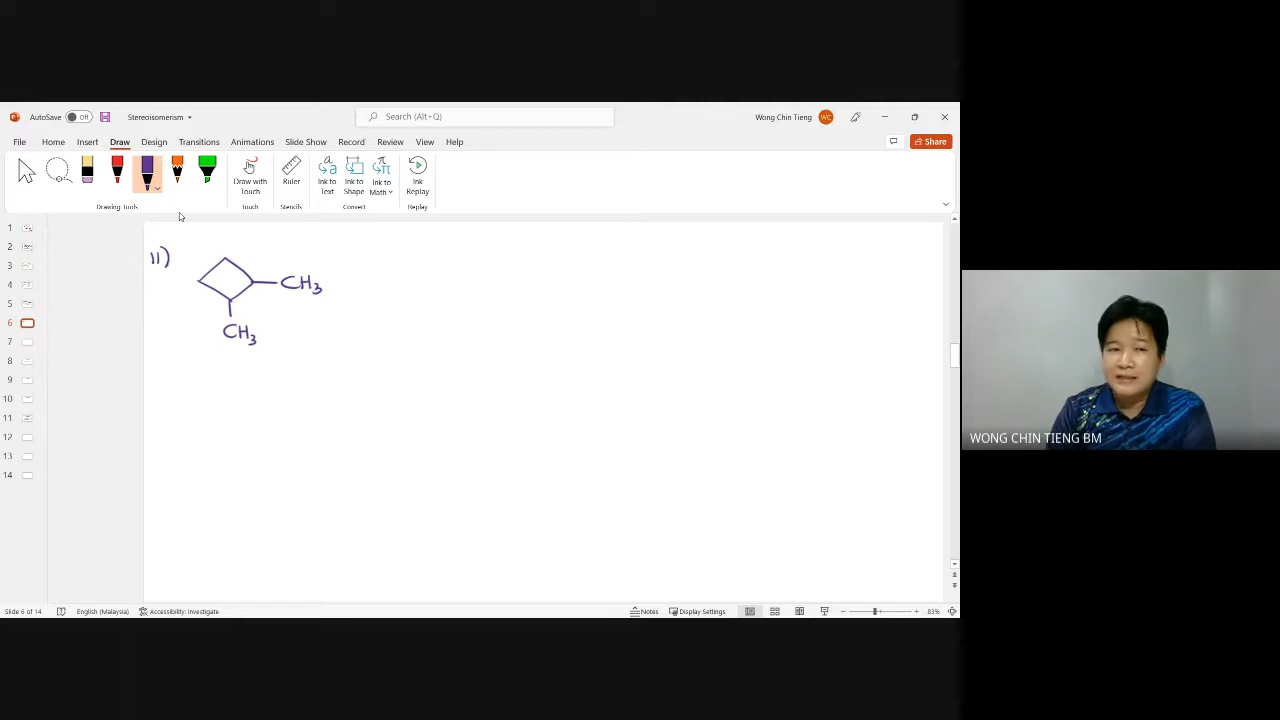 AutoSave Off Stereoisomerism Search (Alt+Q) Wong Chin Tieng WC
File Home Insert Draw Design Transitions Animations Slide Show Record Review View Help Share
Draw with Touch
Ruler
Ink to Text
Ink to Shape
Ink to Math
Ink Replay
Drawing Tools Touch Stencils Convert Replay
1
2
3
4
5
6
7
8
9
10
11
12
13
14
II)
CH3
CH3
WONG CHIN TIENG BM
Slide 6 of 14 English (Malaysia) Accessibility: Investigate Notes Display Settings 83%